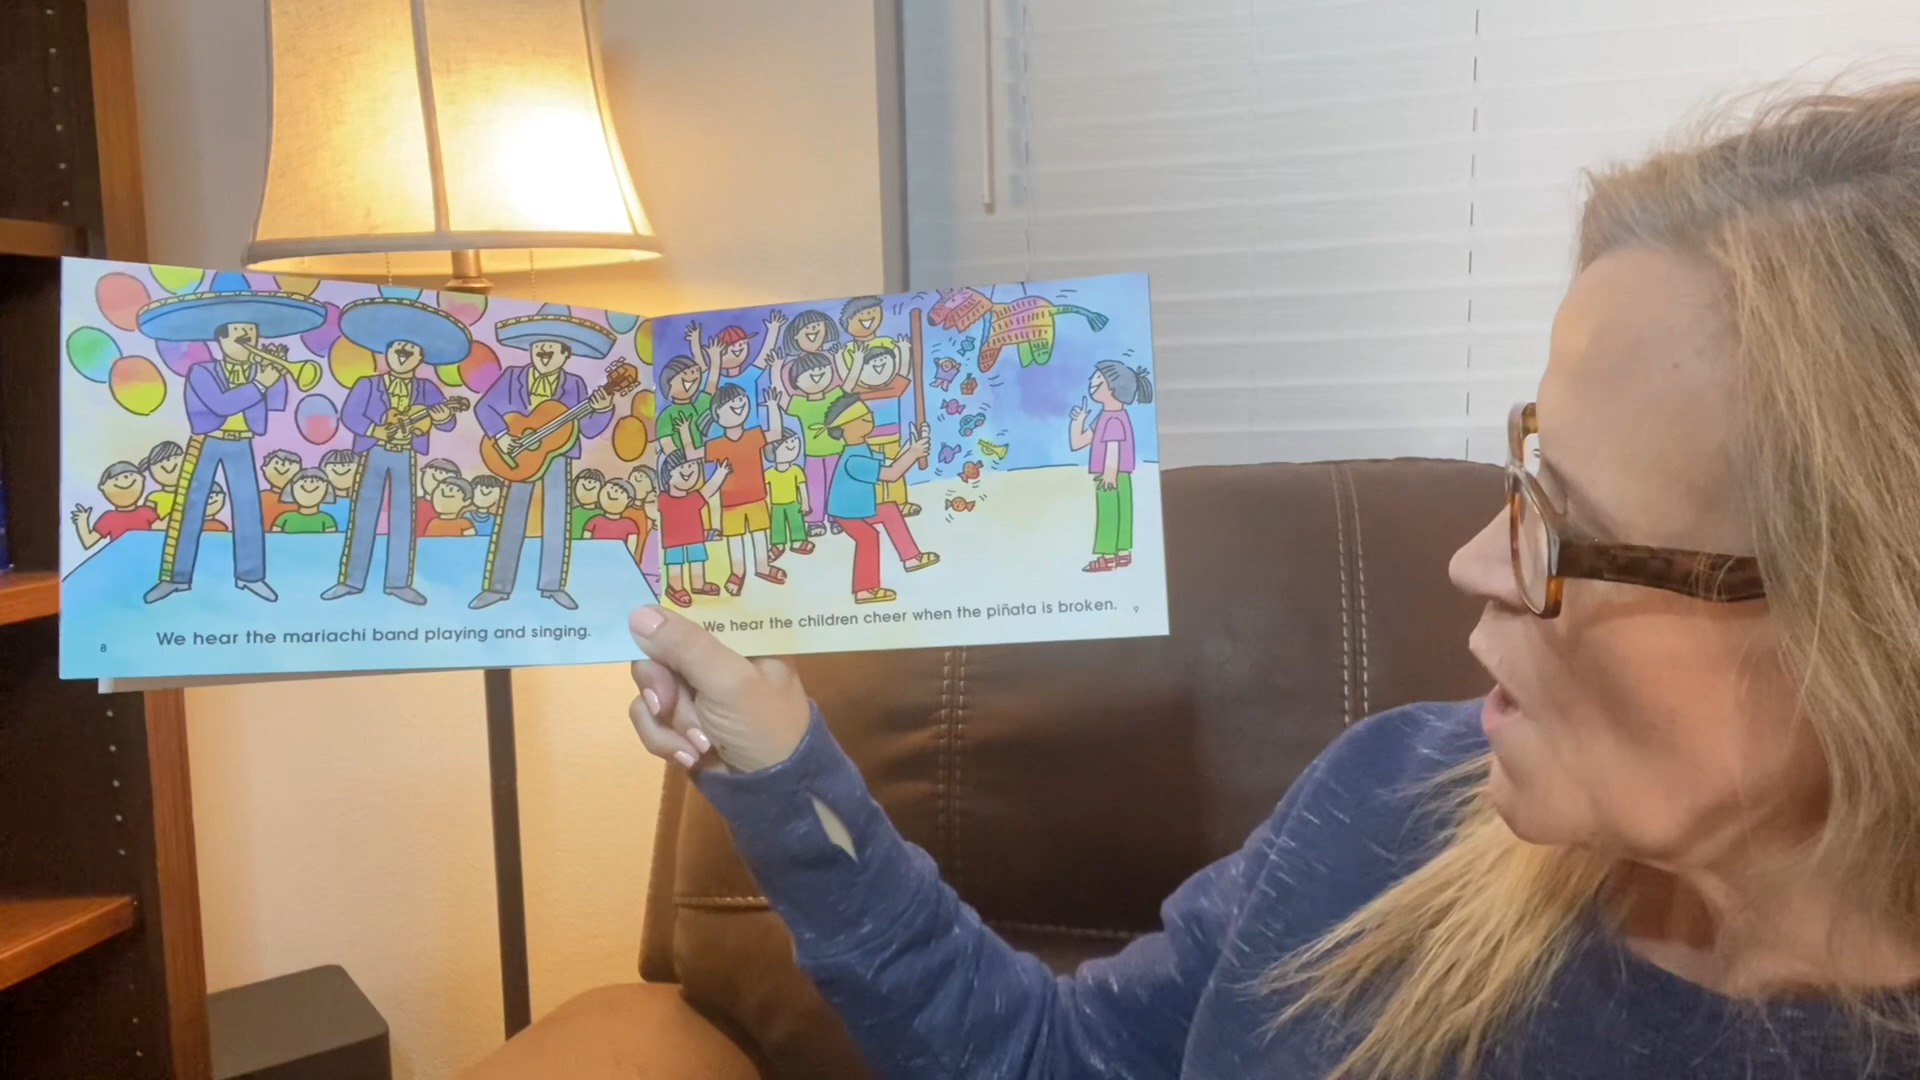 We hear the mariachi band playing and singing.
8
We hear the children cheer when the piñata is broken.
9